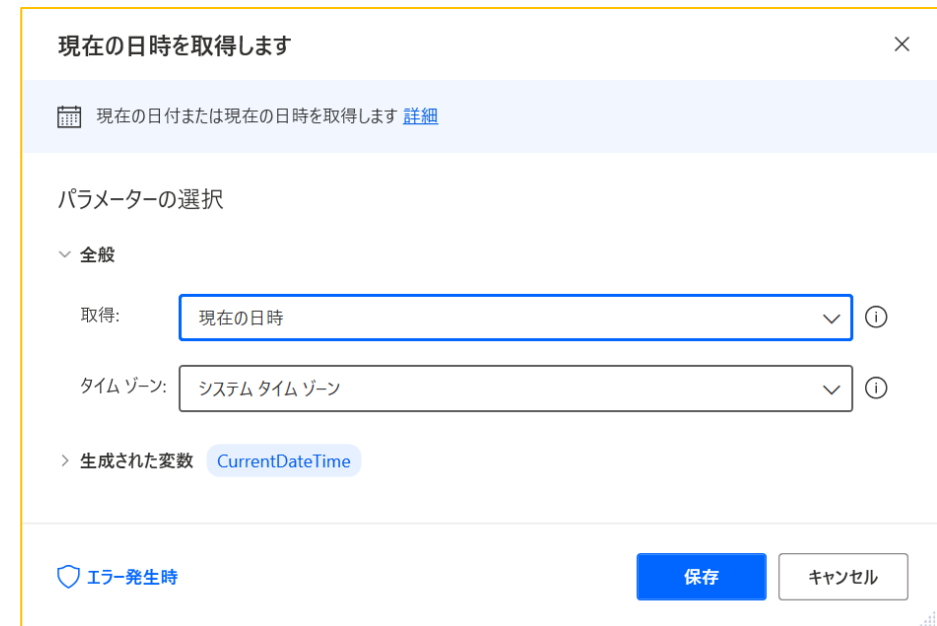 現在の日時を取得します
現在の日付または現在の日時を取得します 詳細
パラメーターの選択
全般
取得: 現在の日時
タイム ゾーン: システム タイム ゾーン
生成された変数 CurrentDateTime
エラー発生時 保存 キャンセル